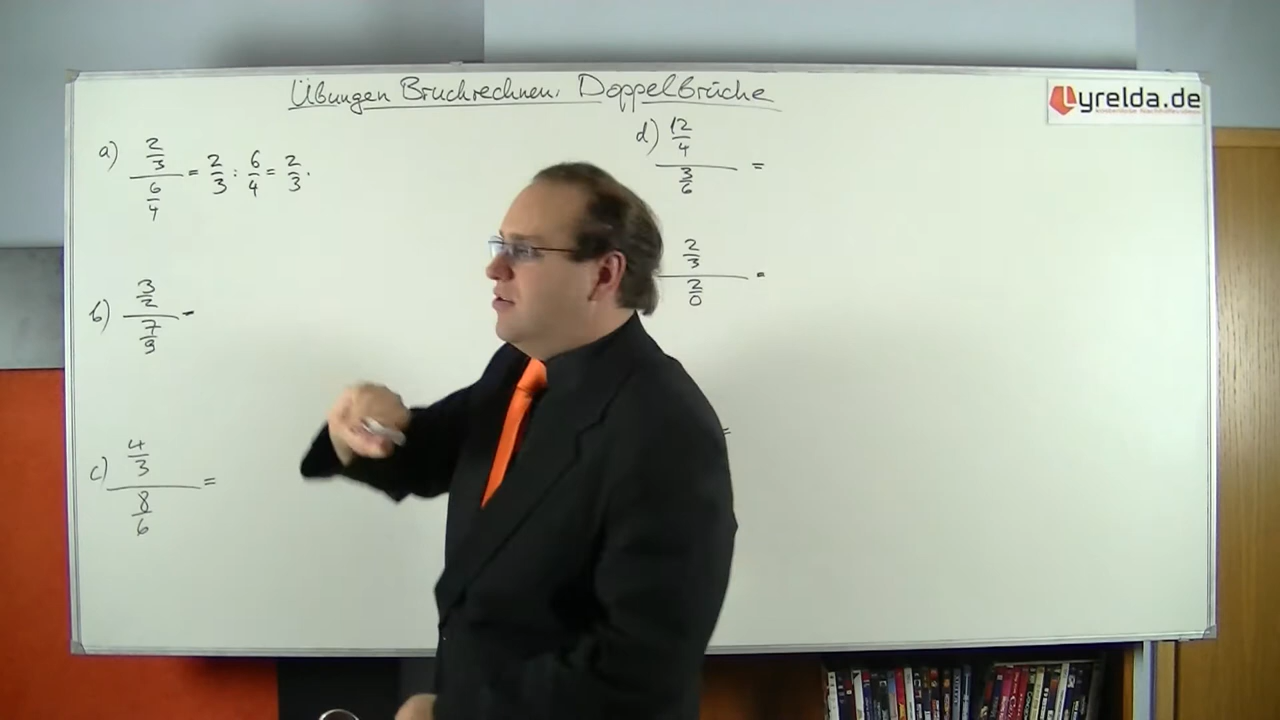 Übungen Bruchrechnen: Doppelbrüche
Lyrelda.de
a) 2/3 / 6/4 = 2/3 : 6/4 = 2/3 ·
b) 3/2 / 7/9 =
c) 4/3 / 8/6 =
d) 12/4 / 3/6 =
2/3 / 2/0 =
=